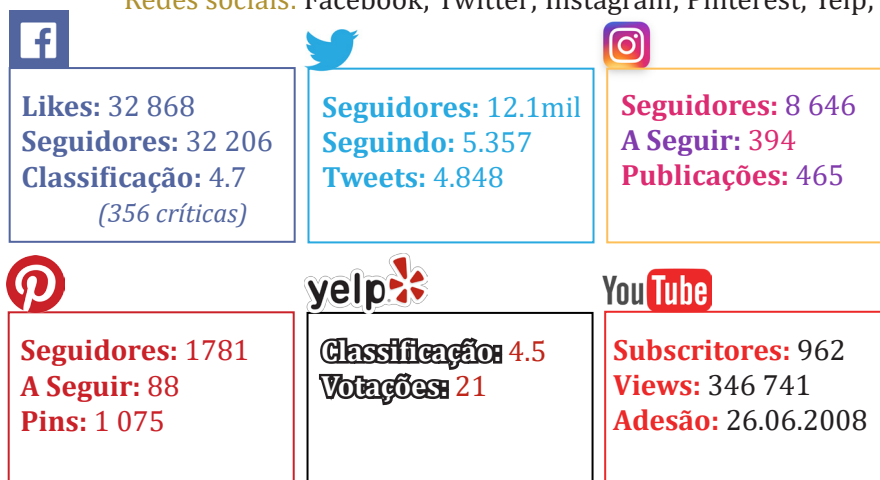 Redes sociais: Facebook, Twitter, Instagram, Pinterest, Yelp,
Likes: 32 868
Seguidores: 32 206
Classificação: 4.7
(356 críticas)
Seguidores: 12.1mil
Seguindo: 5.357
Tweets: 4.848
Seguidores: 8 646
A Seguir: 394
Publicações: 465
Seguidores: 1781
A Seguir: 88
Pins: 1 075
yelp
Classificação: 4.5
Votações: 21
YouTube
Subscritores: 962
Views: 346 741
Adesão: 26.06.2008